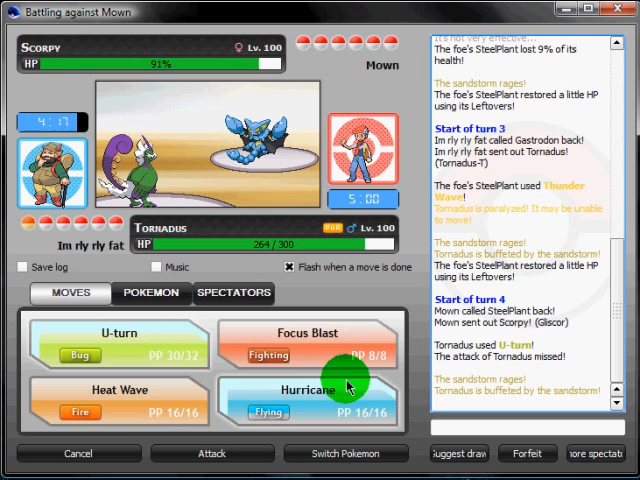 Battling against Mown
SCORPY ♀ Lv. 100
HP 91%
Mown
4:17
5:00
Im rly rly fat
TORNADUS PAR ♂ Lv. 100
HP 264 / 300
Save log
Music
Flash when a move is done
MOVES
POKEMON
SPECTATORS
U-turn
Bug PP 30/32
Focus Blast
Fighting PP 8/8
Heat Wave
Fire PP 16/16
Hurricane
Flying PP 16/16
Cancel
Attack
Switch Pokemon
It's not very effective...
The foe's SteelPlant lost 9% of its
health!
The sandstorm rages!
The foe's SteelPlant restored a little HP
using its Leftovers!
Start of turn 3
Im rly rly fat called Gastrodon back!
Im rly rly fat sent out Tornadus!
(Tornadus-T)
The foe's SteelPlant used Thunder
Wave!
Tornadus is paralyzed! It may be unable
to move!
The sandstorm rages!
Tornadus is buffeted by the sandstorm!
The foe's SteelPlant restored a little HP
using its Leftovers!
Start of turn 4
Mown called SteelPlant back!
Mown sent out Scorpy! (Gliscor)
Tornadus used U-turn!
The attack of Tornadus missed!
The sandstorm rages!
Tornadus is buffeted by the sandstorm!
Suggest draw
Forfeit
ore spectato